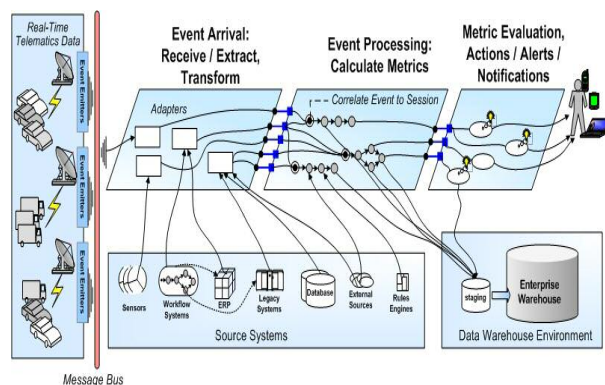 Real-Time
Telematics Data
Event Emitters
Event Emitters
Event Emitters
Message Bus
Event Arrival:
Receive / Extract,
Transform
Adapters
Event Processing:
Calculate Metrics
Correlate Event to Session
Metric Evaluation,
Actions / Alerts /
Notifications
Sensors
Workflow
Systems
ERP
Legacy
Systems
Database
External
Sources
Rules
Engines
Source Systems
staging
Enterprise
Warehouse
Data Warehouse Environment